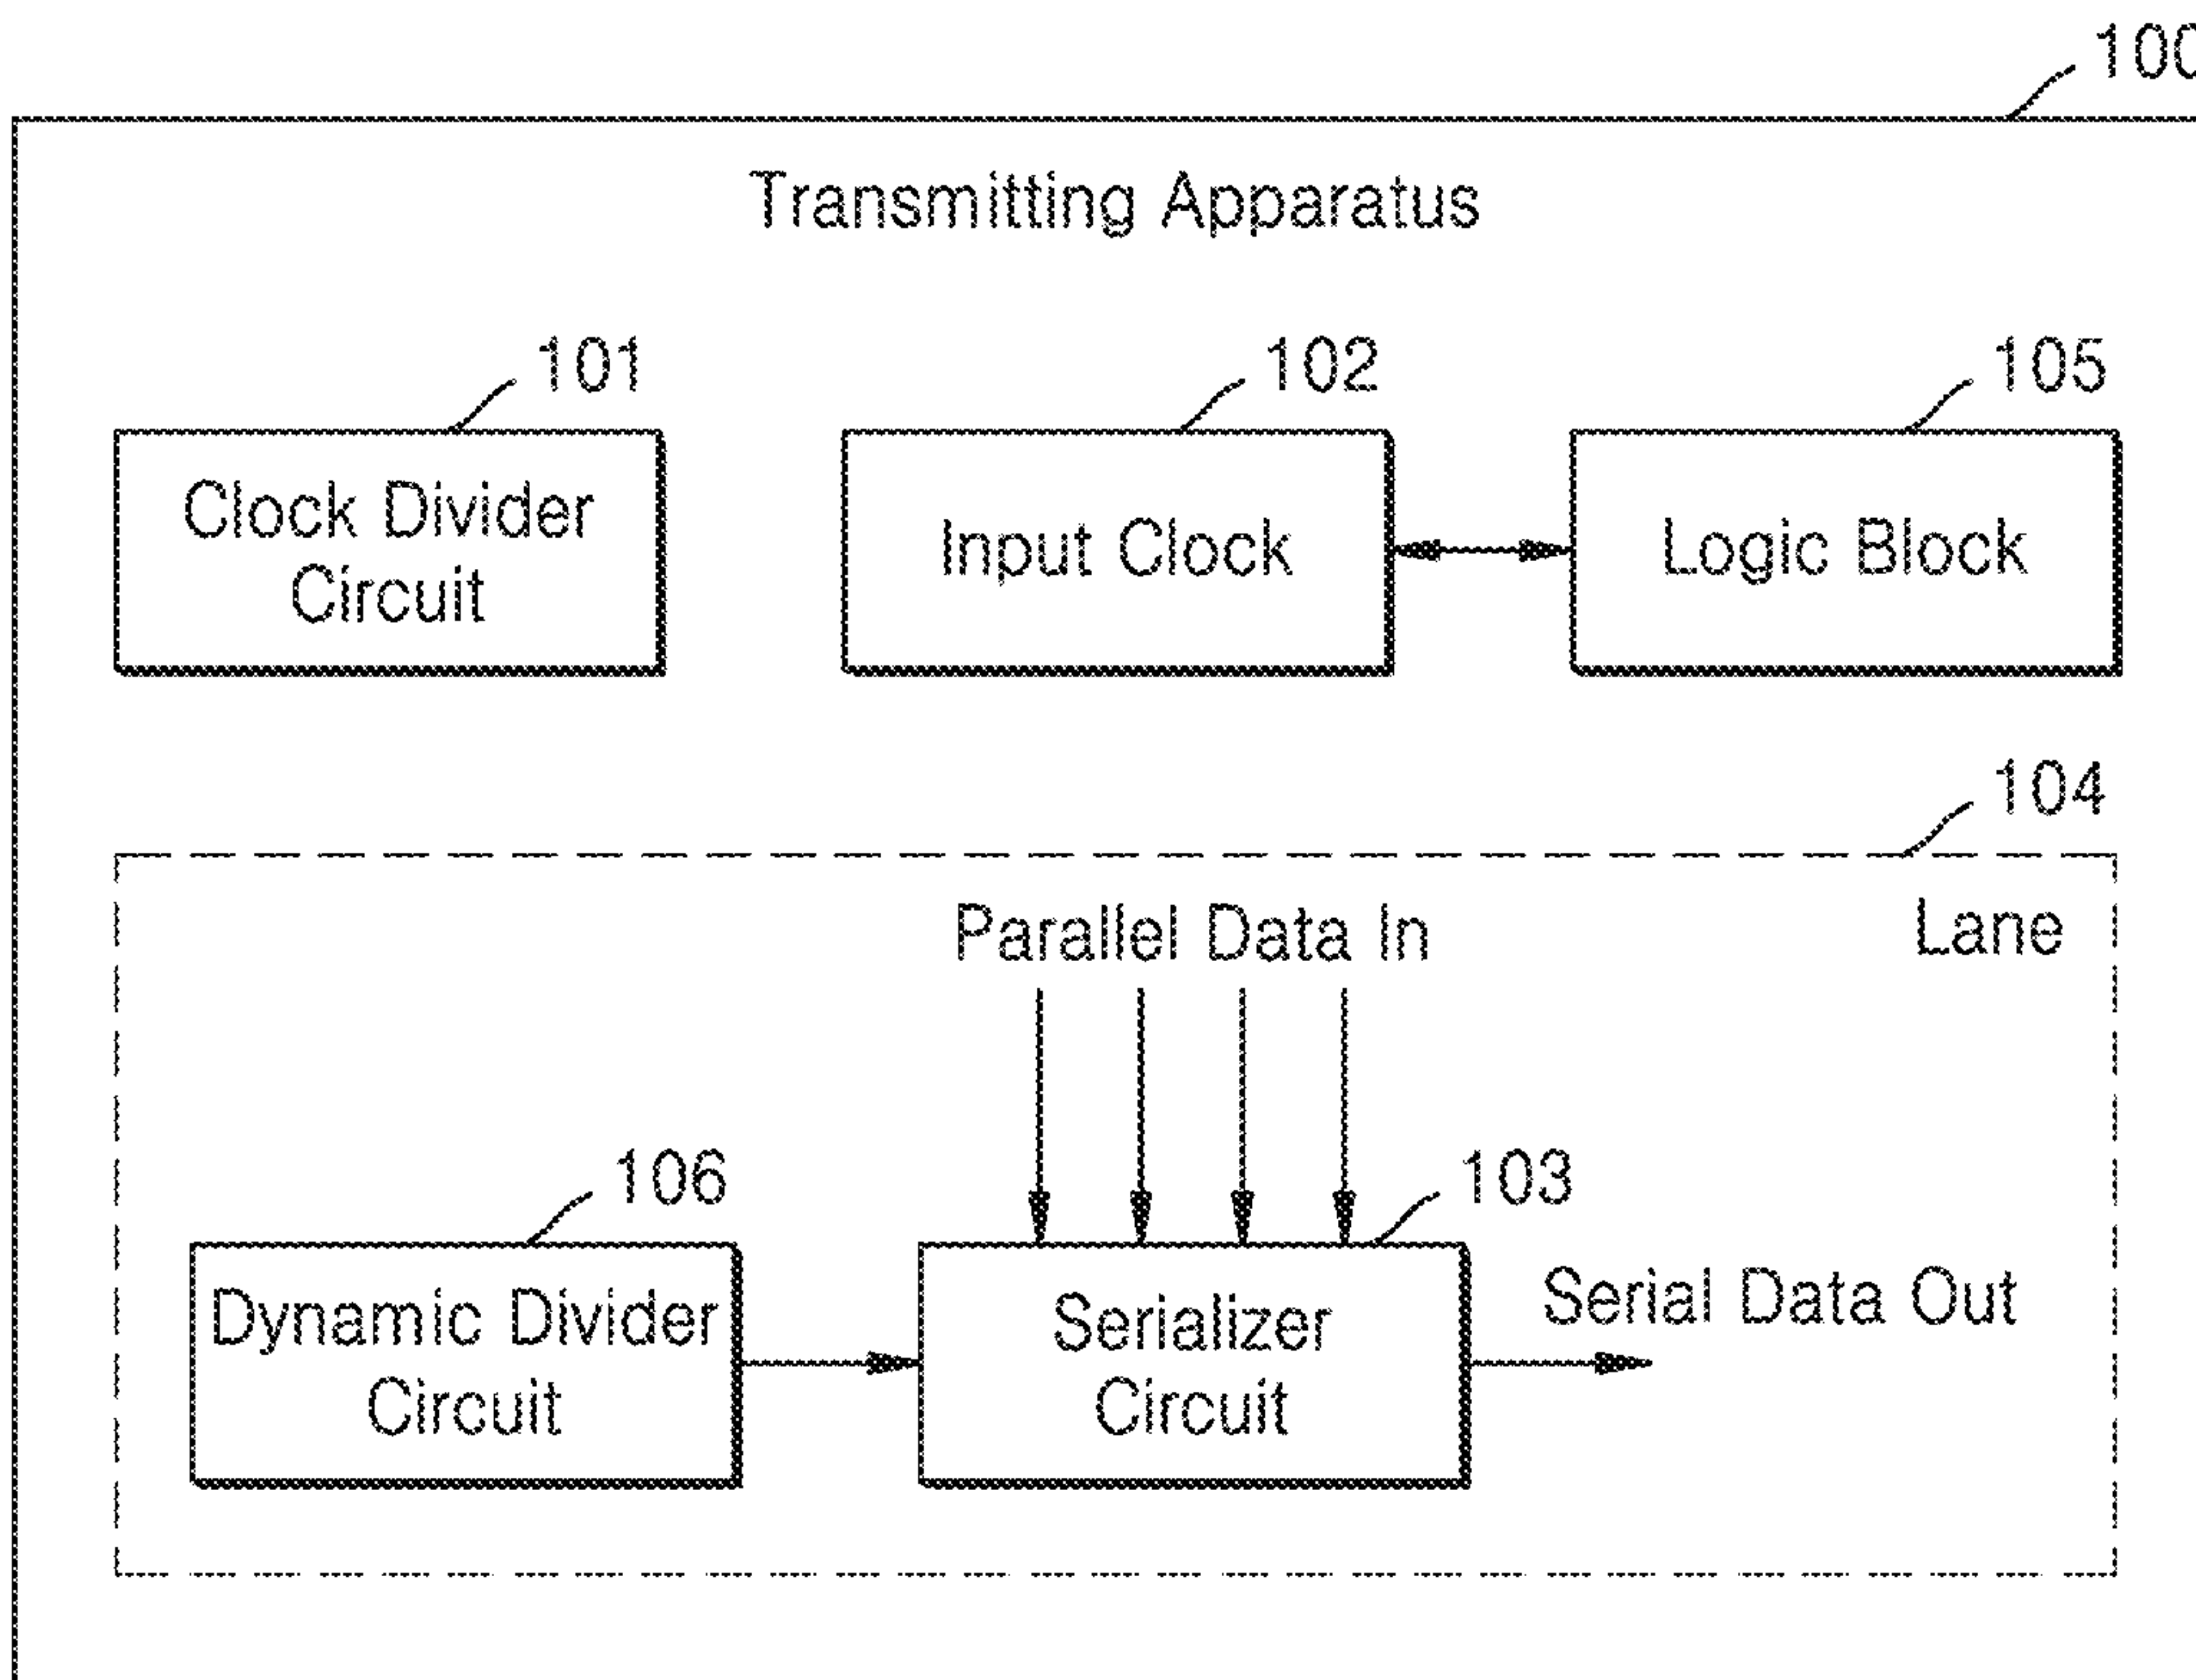 100
Transmitting Apparatus
101
102
105
Clock Divider
Circuit
Input Clock
Logic Block
104
Lane
Parallel Data In
106
103
Dynamic Divider
Circuit
Serializer
Circuit
Serial Data Out